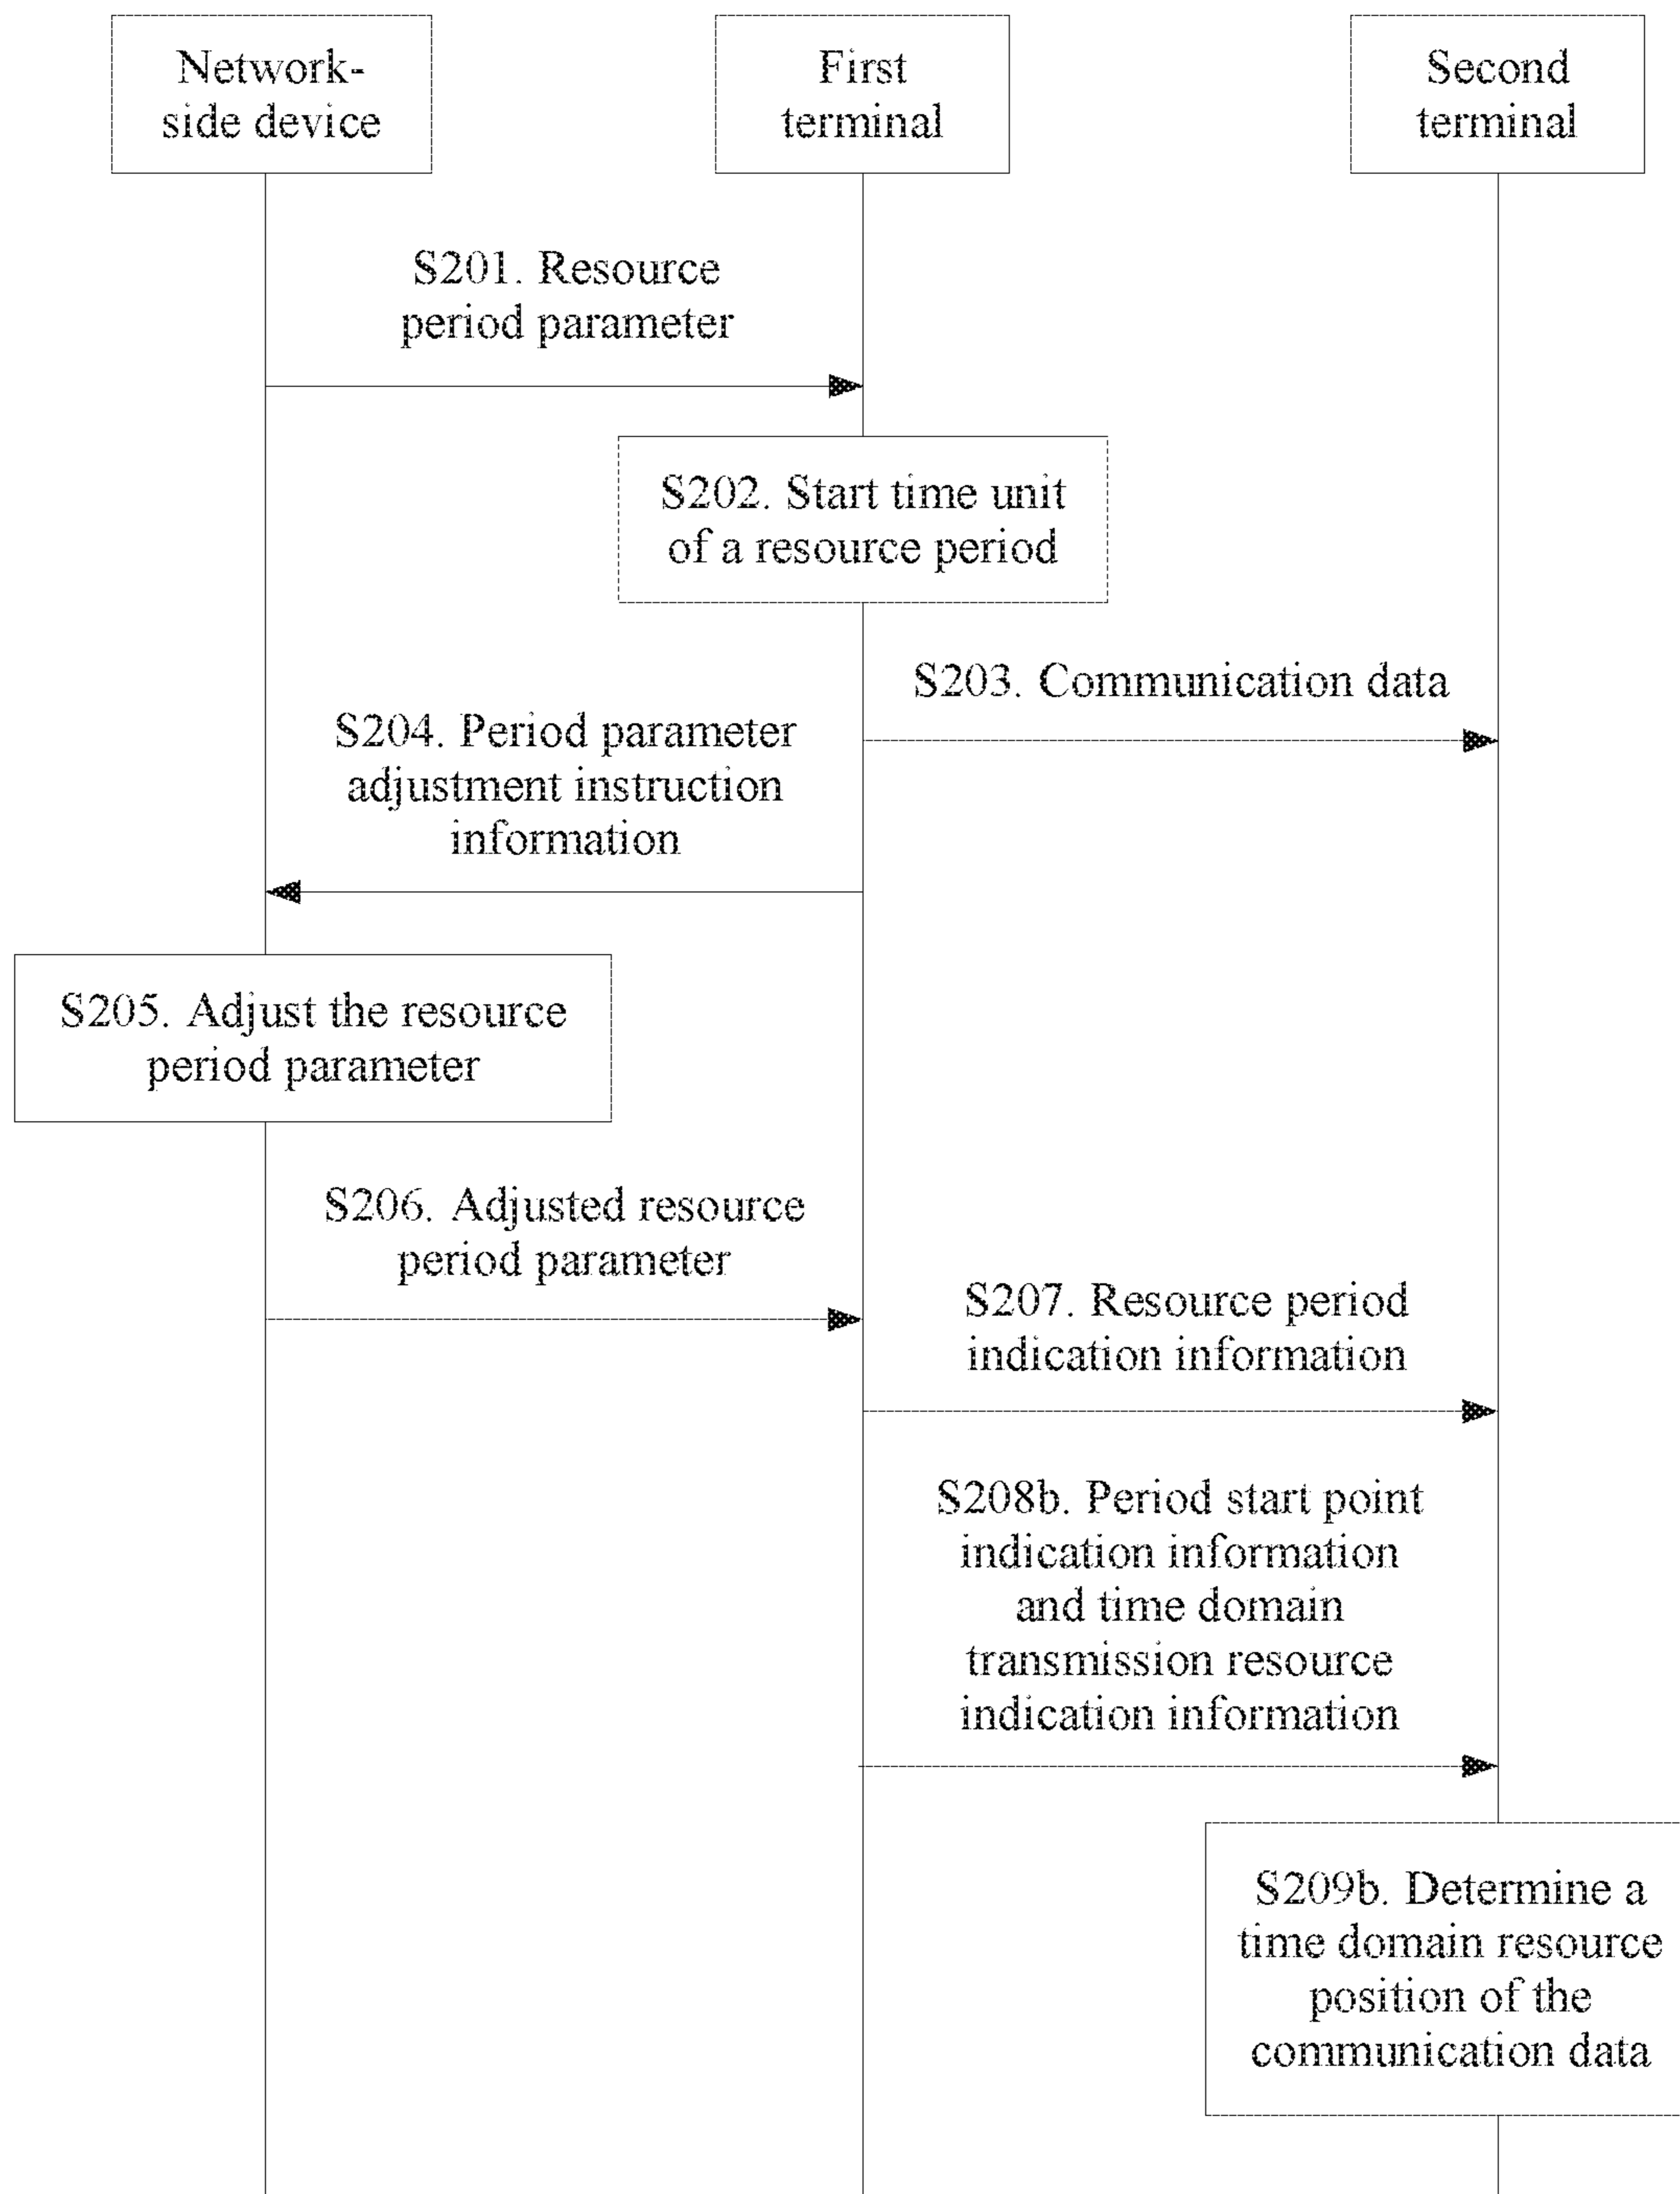 Network-
side device
First
terminal
Second
terminal
S201. Resource
period parameter
S202. Start time unit
of a resource period
S203. Communication data
S204. Period parameter
adjustment instruction
information
S205. Adjust the resource
period parameter
S206. Adjusted resource
period parameter
S207. Resource period
indication information
S208b. Period start point
indication information
and time domain
transmission resource
indication information
S209b. Determine a
time domain resource
position of the
communication data